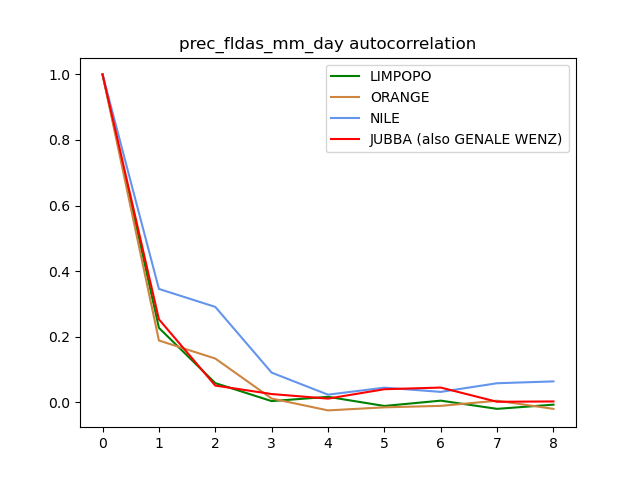 prec_fldas_mm_day autocorrelation
LIMPOPO
ORANGE
NILE
JUBBA (also GENALE WENZ)
1.0
0.8
0.6
0.4
0.2
0.0
0 1 2 3 4 5 6 7 8